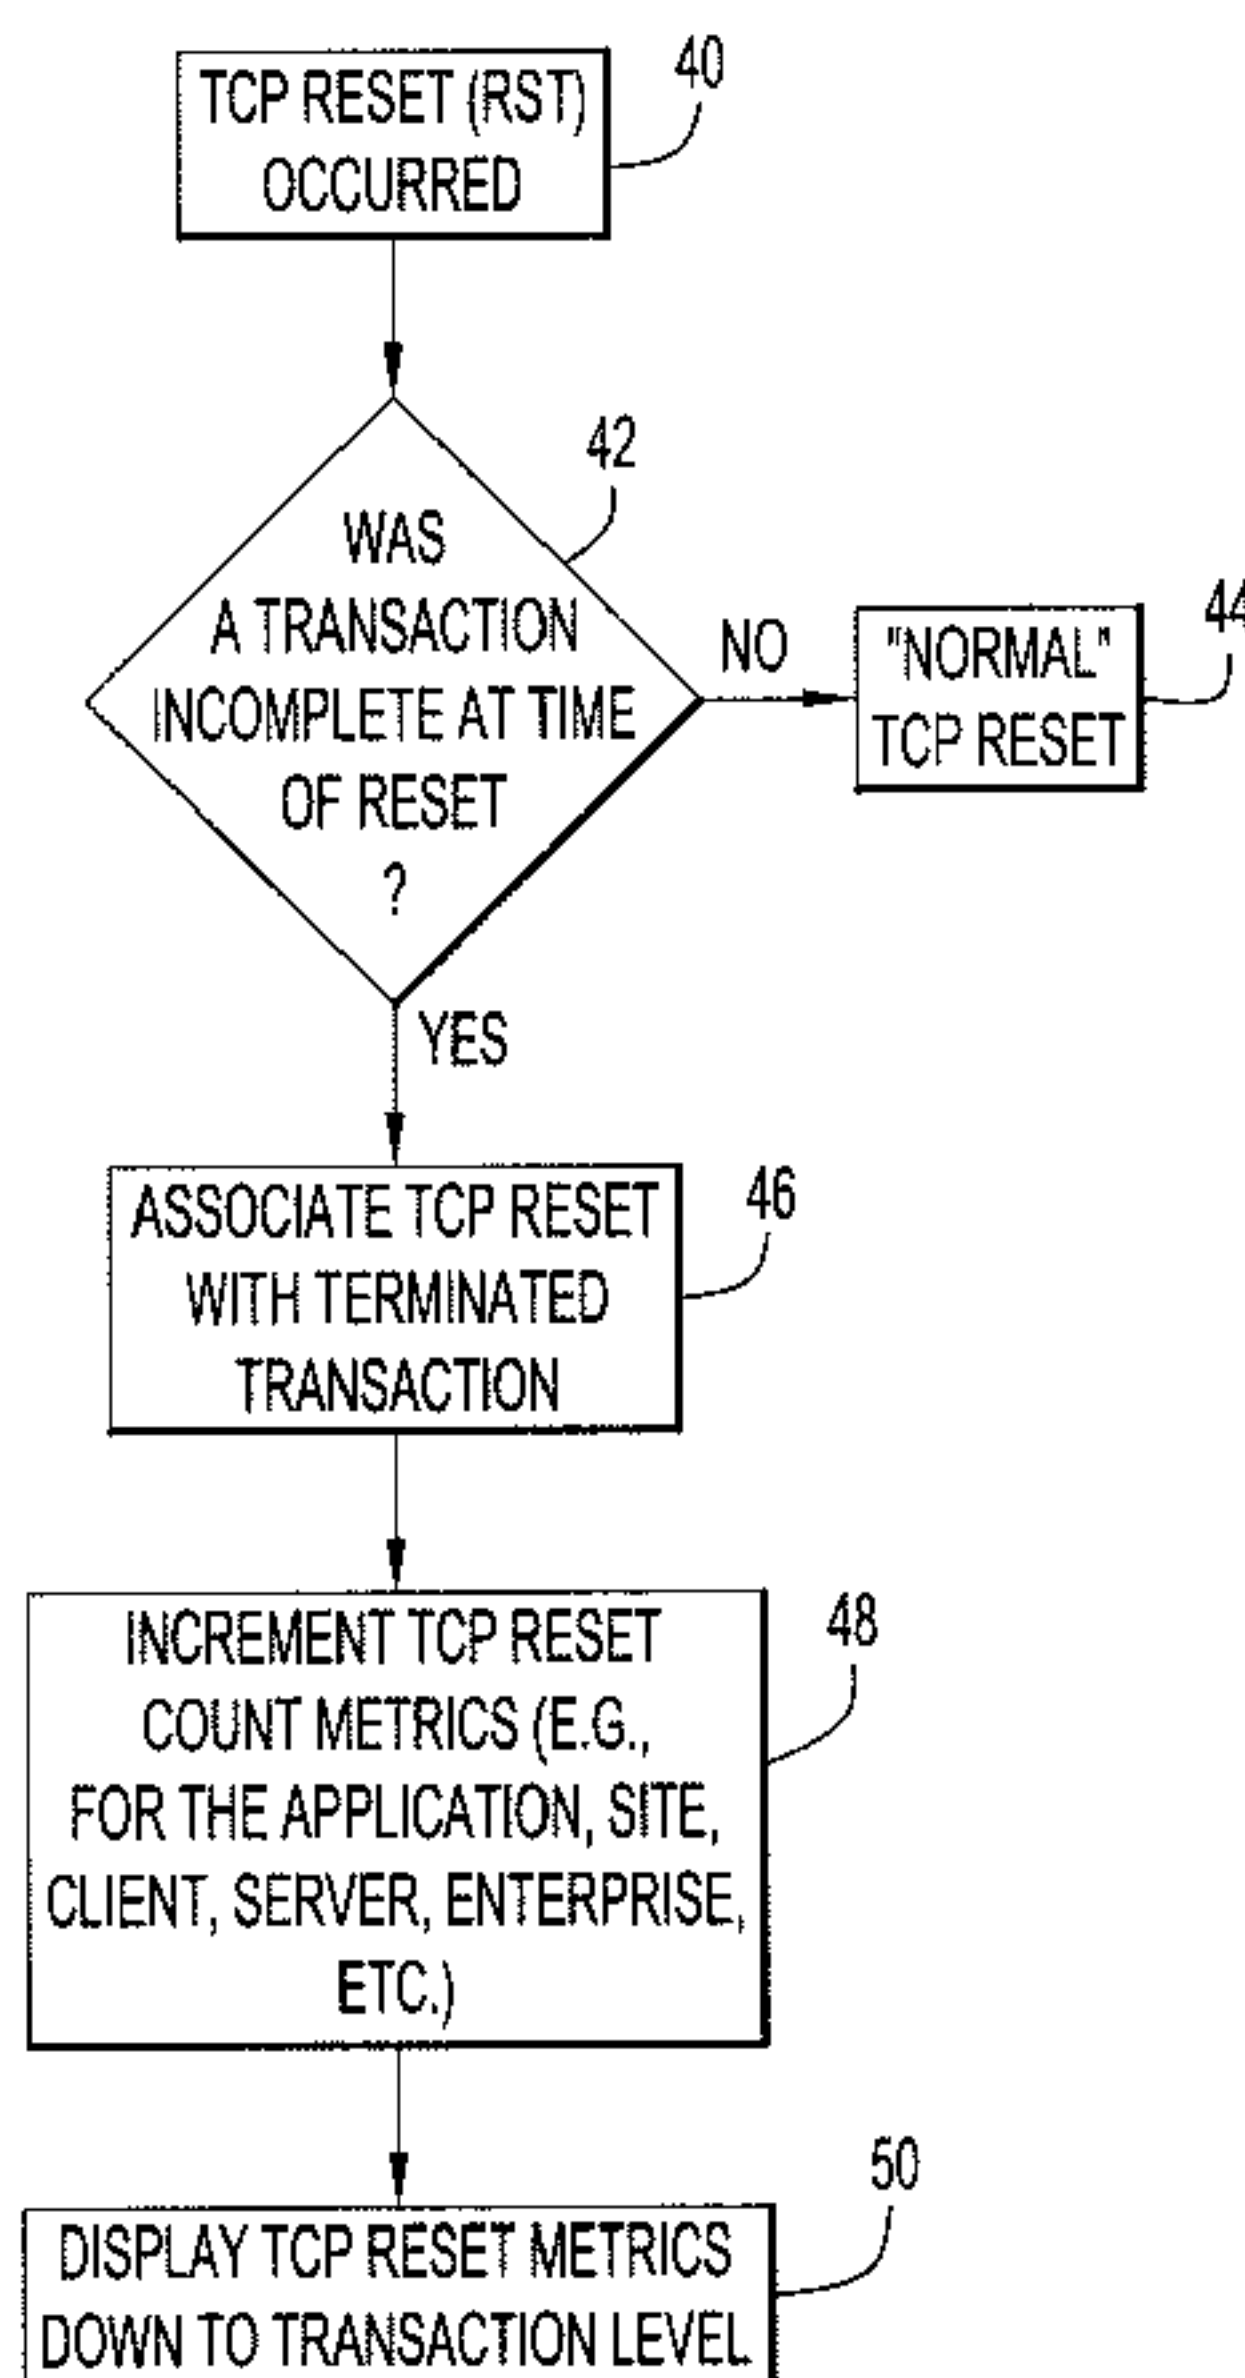 TCP RESET (RST)
OCCURRED
40
WAS
A TRANSACTION
INCOMPLETE AT TIME
OF RESET
?
42
NO
"NORMAL"
TCP RESET
44
YES
ASSOCIATE TCP RESET
WITH TERMINATED
TRANSACTION
46
INCREMENT TCP RESET
COUNT METRICS (E.G.,
FOR THE APPLICATION, SITE,
CLIENT, SERVER, ENTERPRISE,
ETC.)
48
DISPLAY TCP RESET METRICS
DOWN TO TRANSACTION LEVEL
50